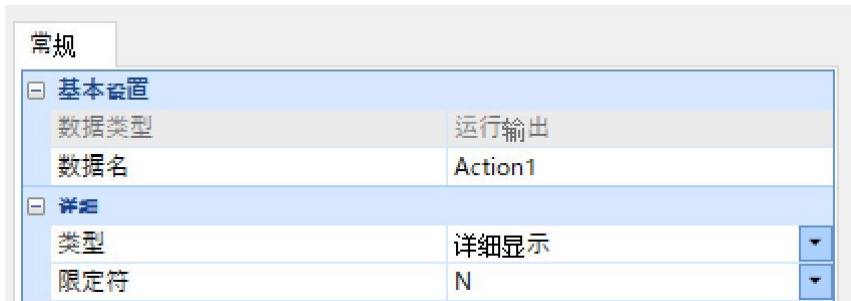 常规
基本设置
数据类型 运行输出
数据名 Action1
详细
类型 详细显示
限定符 N